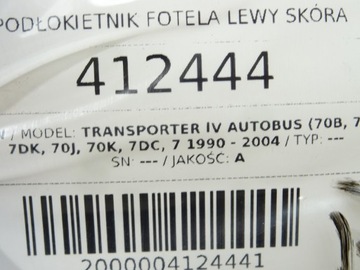 PODŁOKIETNIK FOTELA LEWY SKÓRA
412444
/ MODEL: TRANSPORTER IV AUTOBUS (70B, 7
7DK, 70J, 70K, 7DC, 7 1990 - 2004 / TYP: ---
SN: --- / JAKOŚĆ: A
2000004124441